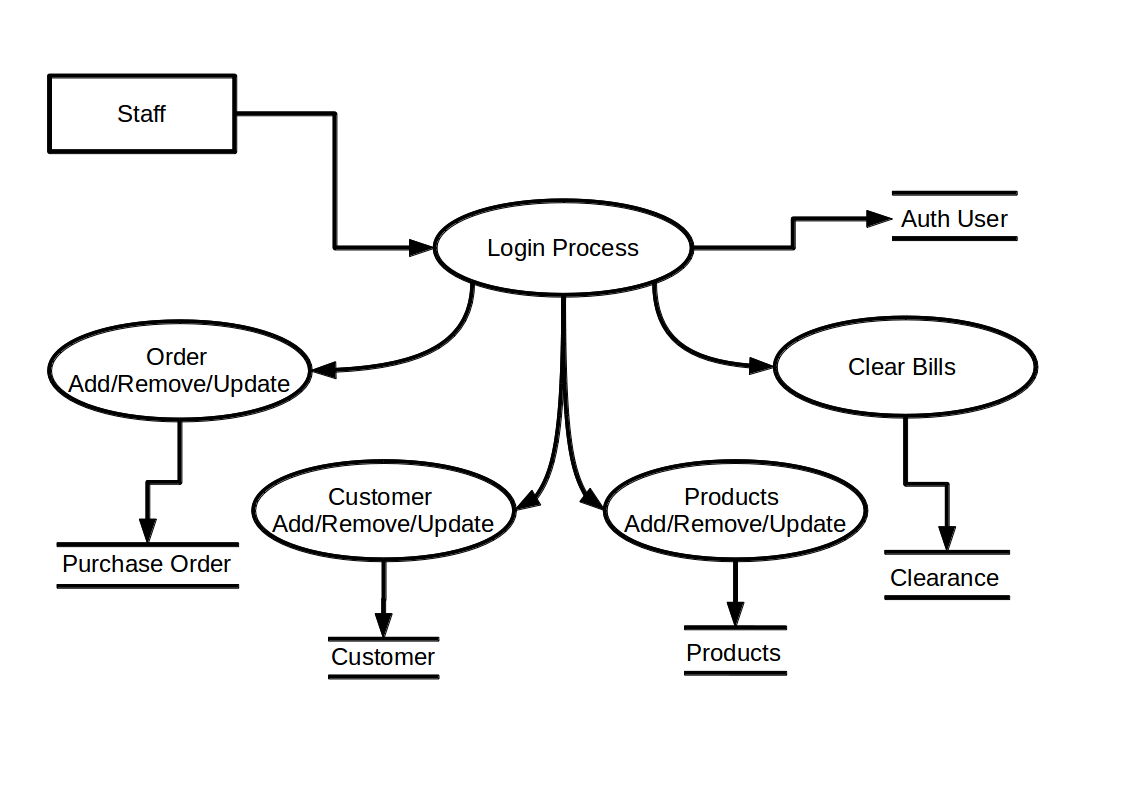 Staff
Auth User
Login Process
Order
Add/Remove/Update
Clear Bills
Customer
Add/Remove/Update
Products
Add/Remove/Update
Purchase Order
Clearance
Customer
Products